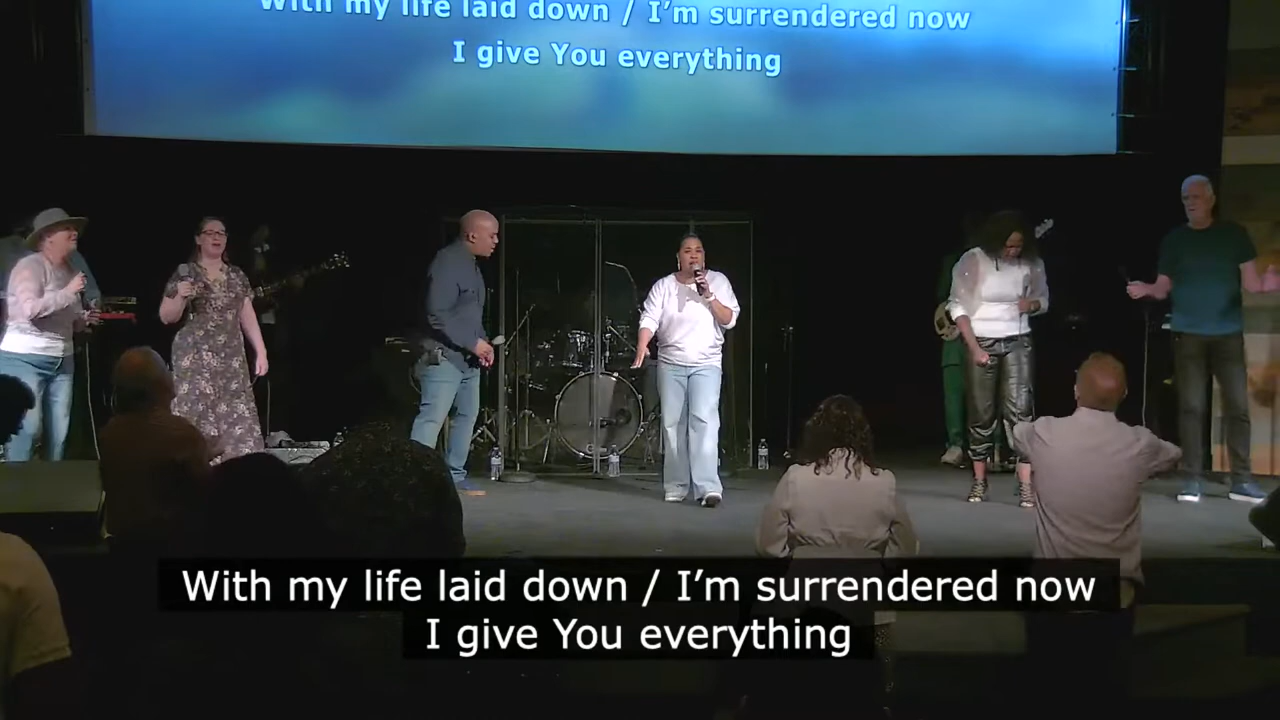 With my life laid down / I'm surrendered now
I give You everything
With my life laid down / I’m surrendered now
I give You everything